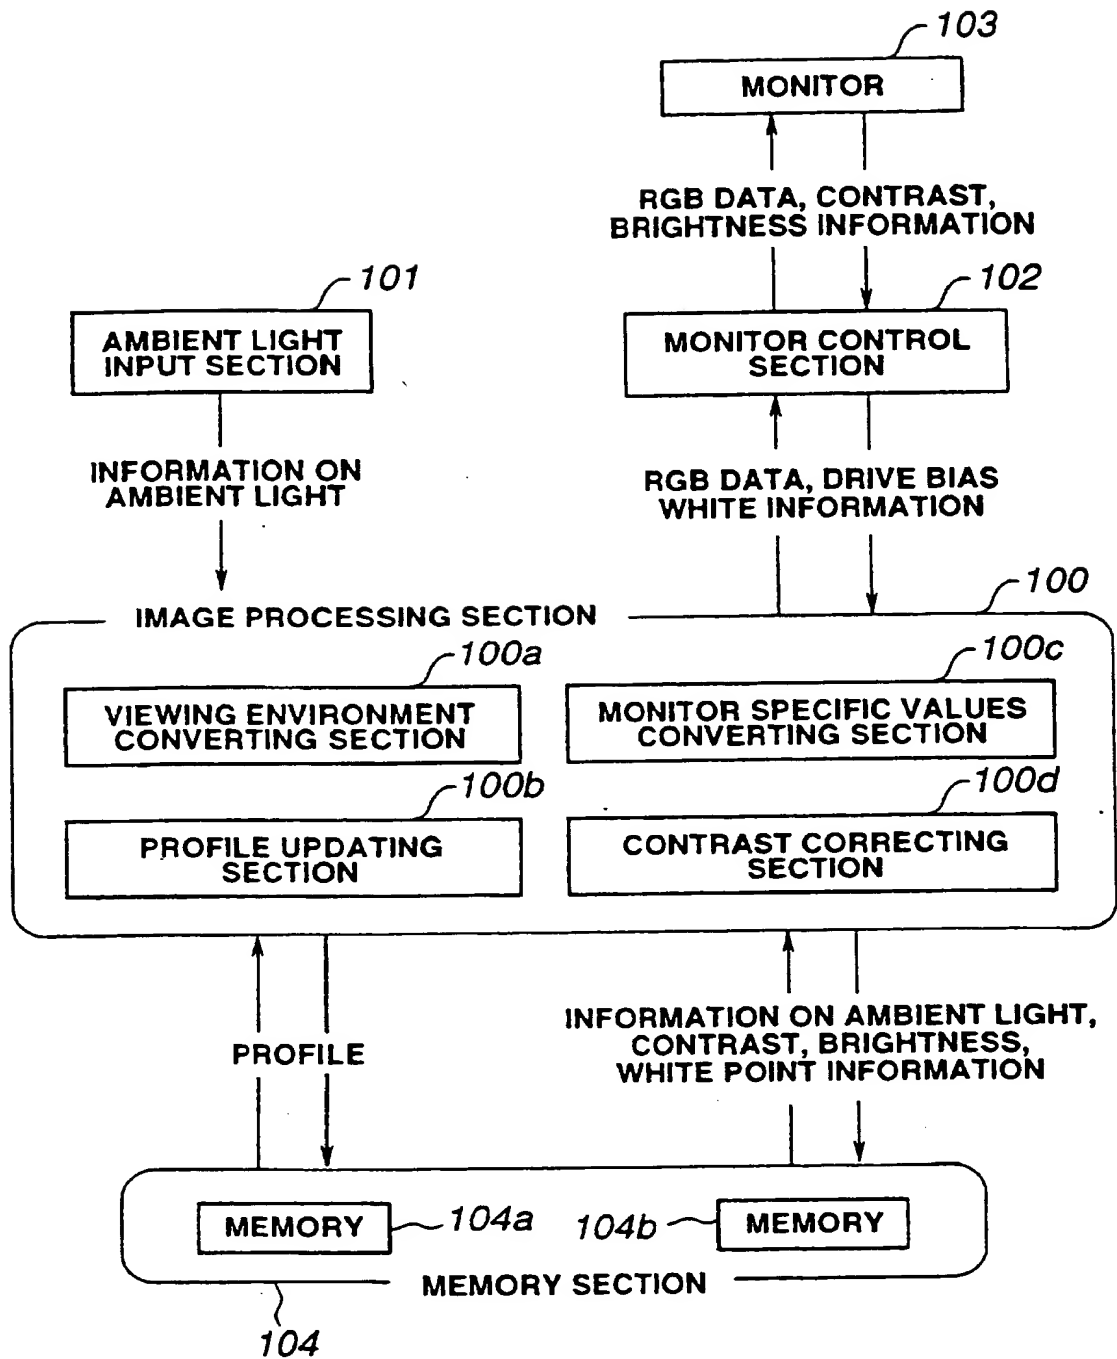 103
MONITOR
RGB DATA, CONTRAST,
BRIGHTNESS INFORMATION
101
AMBIENT LIGHT
INPUT SECTION
102
MONITOR CONTROL
SECTION
INFORMATION ON
AMBIENT LIGHT
RGB DATA, DRIVE BIAS
WHITE INFORMATION
100
IMAGE PROCESSING SECTION
100a
VIEWING ENVIRONMENT
CONVERTING SECTION
100c
MONITOR SPECIFIC VALUES
CONVERTING SECTION
100b
PROFILE UPDATING
SECTION
100d
CONTRAST CORRECTING
SECTION
PROFILE
INFORMATION ON AMBIENT LIGHT,
CONTRAST, BRIGHTNESS,
WHITE POINT INFORMATION
MEMORY
104a
104b
MEMORY
MEMORY SECTION
104